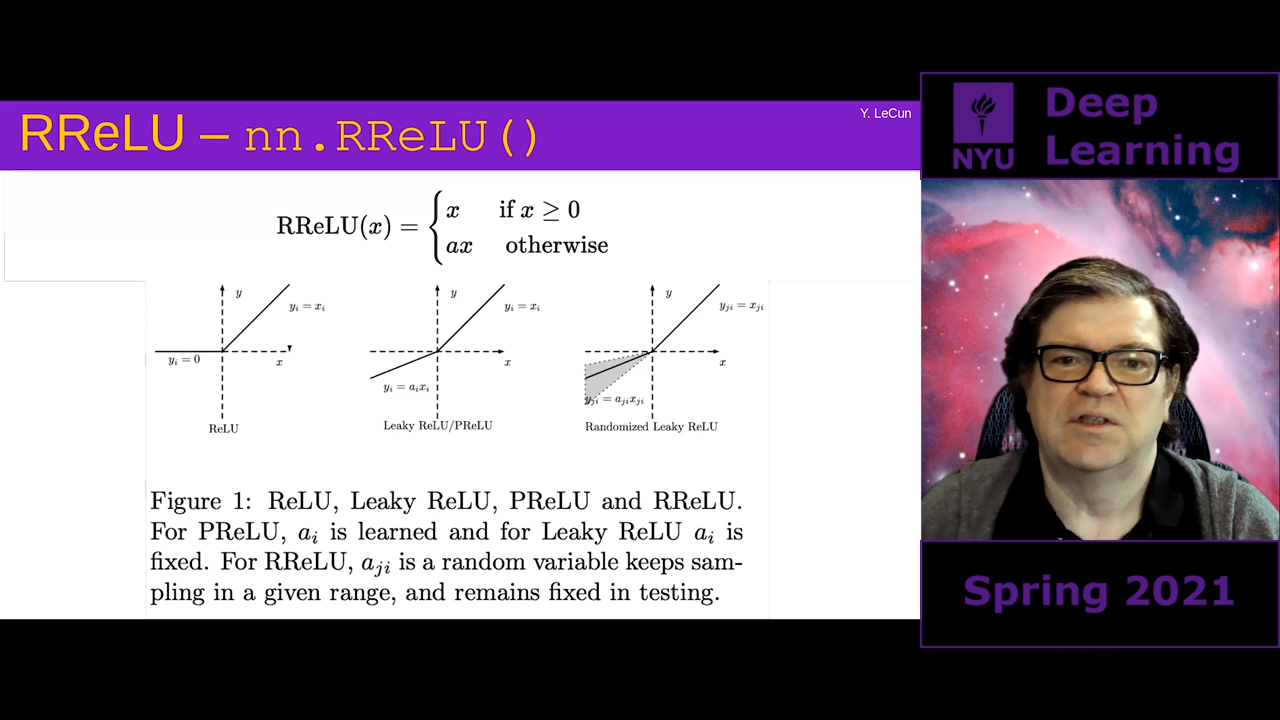 RReLU – nn.RReLU()
Y. LeCun
RReLU(x) = { x if x ≥ 0
ax otherwise
y
y_i = x_i
y_i = 0
x
ReLU
y
y_i = x_i
x
y_i = a_i x_i
Leaky ReLU/PReLU
y
y_ji = x_ji
x
y_ji = a_ji x_ji
Randomized Leaky ReLU
Figure 1: ReLU, Leaky ReLU, PReLU and RReLU.
For PReLU, a_i is learned and for Leaky ReLU a_i is
fixed. For RReLU, a_ji is a random variable keeps sam-
pling in a given range, and remains fixed in testing.
NYU
Deep
Learning
Spring 2021